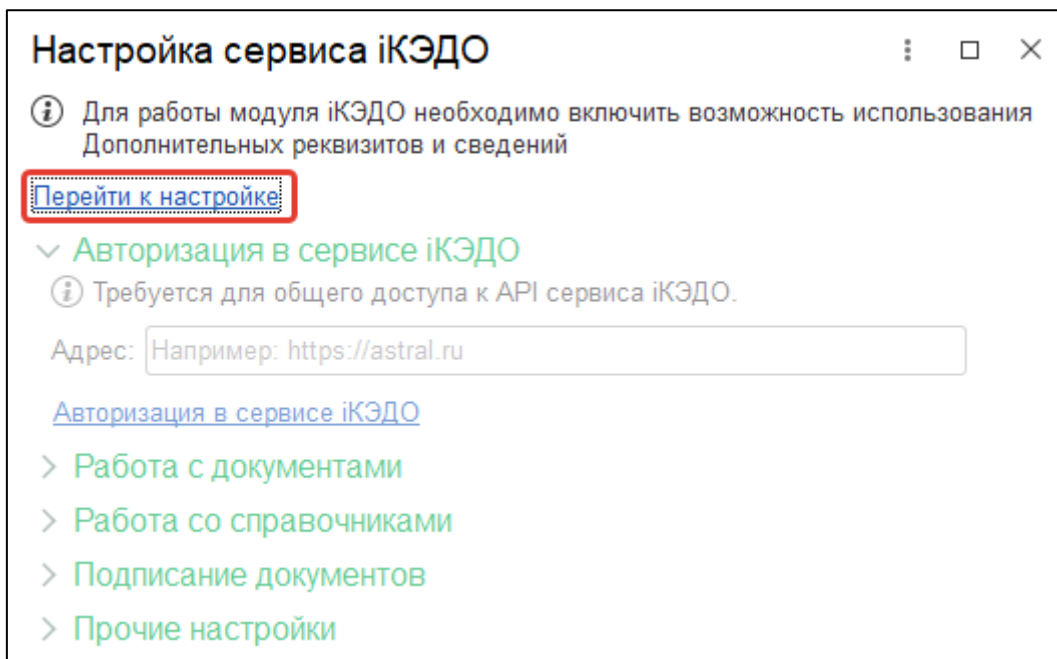 Настройка сервиса iКЭДО
Для работы модуля iКЭДО необходимо включить возможность использования
Дополнительных реквизитов и сведений
Перейти к настройке
Авторизация в сервисе iКЭДО
Требуется для общего доступа к API сервиса iКЭДО.
Адрес: Например: https://astral.ru
Авторизация в сервисе iКЭДО
Работа с документами
Работа со справочниками
Подписание документов
Прочие настройки